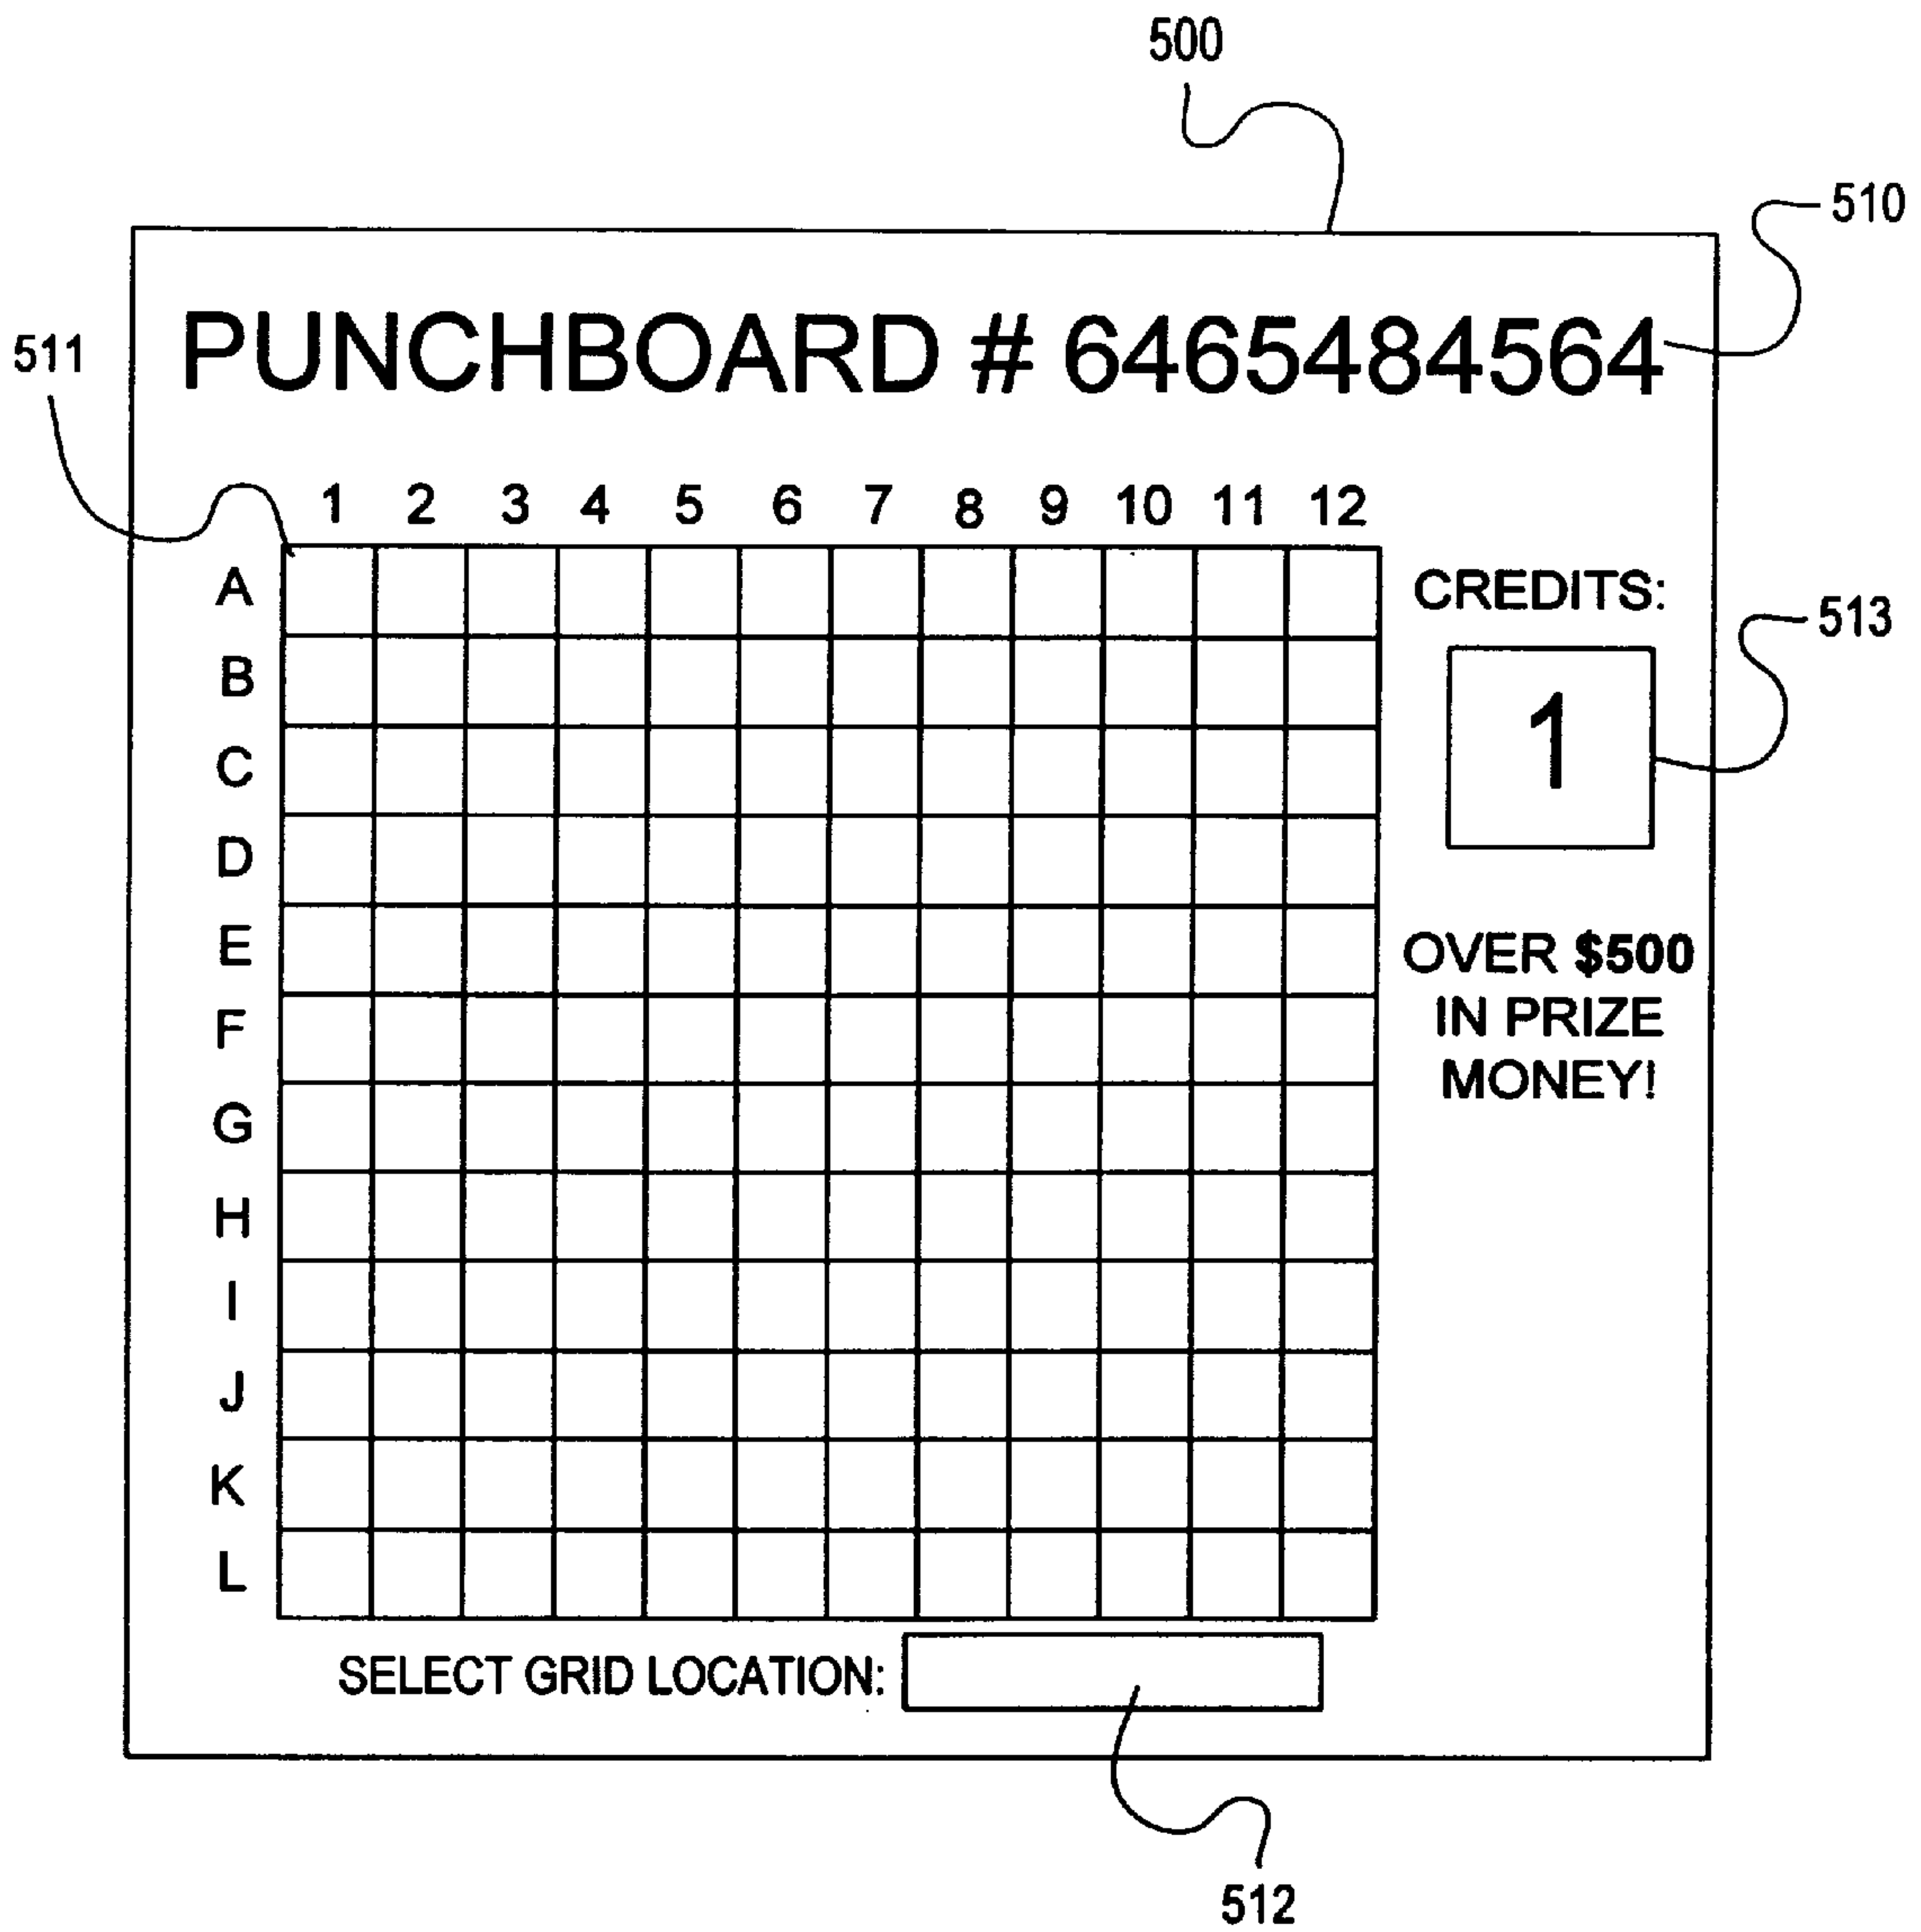 500
510
PUNCHBOARD # 6465484564
511
1 2 3 4 5 6 7 8 9 10 11 12
A
CREDITS:
513
B
1
C
D
E
OVER $500
IN PRIZE
MONEY!
F
G
H
I
J
K
L
SELECT GRID LOCATION:
512